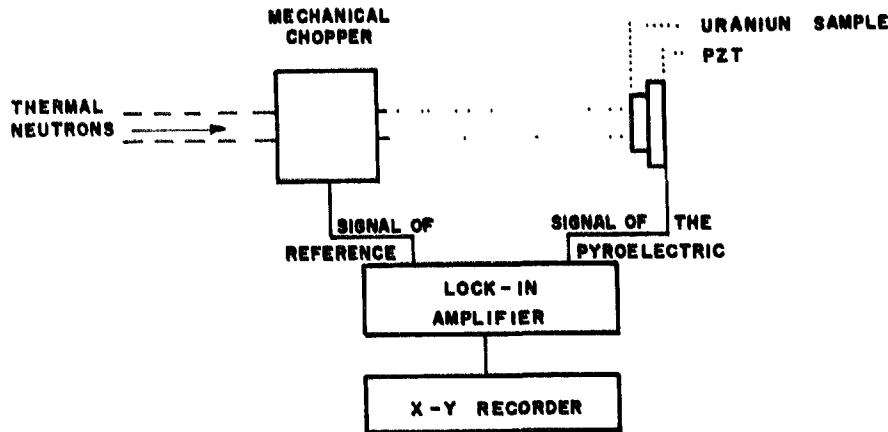 MECHANICAL
CHOPPER
URANIUN SAMPLE
PZT
THERMAL
NEUTRONS
SIGNAL OF
REFERENCE
SIGNAL OF THE
PYROELECTRIC
LOCK-IN
AMPLIFIER
X-Y RECORDER